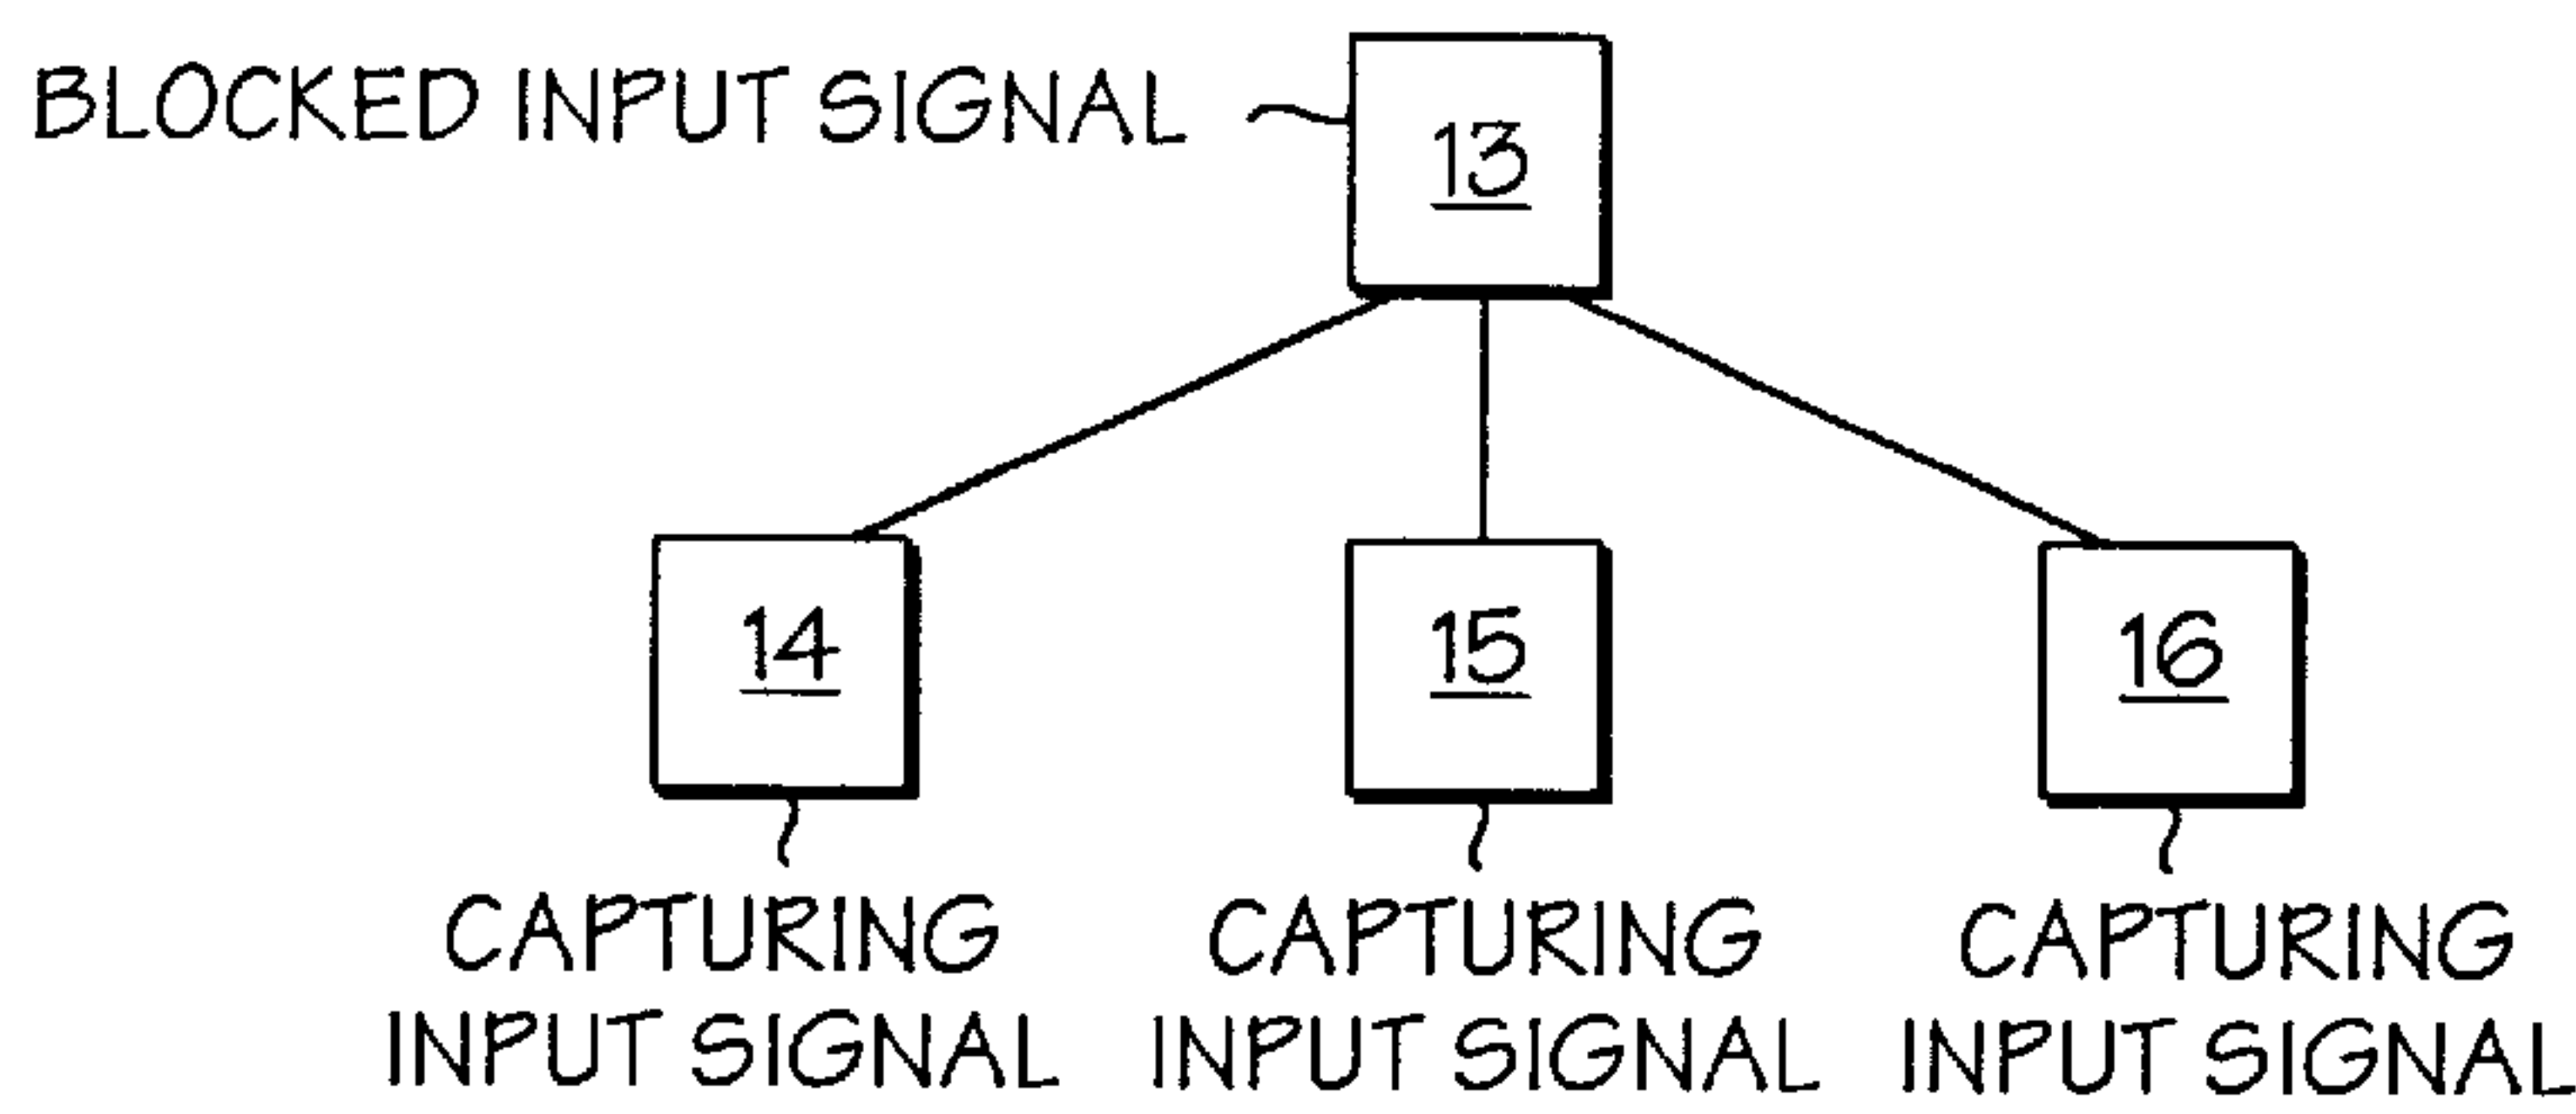 BLOCKED INPUT SIGNAL
13
14
15
16
CAPTURING
INPUT SIGNAL
CAPTURING
INPUT SIGNAL
CAPTURING
INPUT SIGNAL